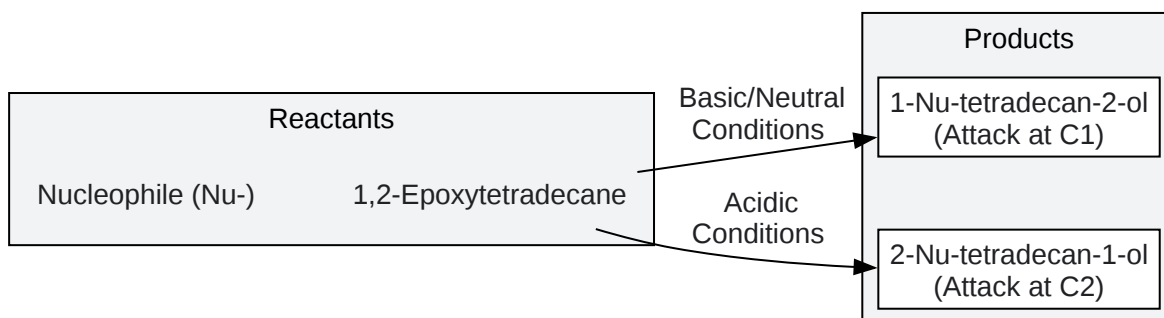 Products
Reactants
Nucleophile (Nu-)
1,2-Epoxytetradecane
Basic/Neutral
Conditions
Acidic
Conditions
1-Nu-tetradecan-2-ol
(Attack at C1)
2-Nu-tetradecan-1-ol
(Attack at C2)